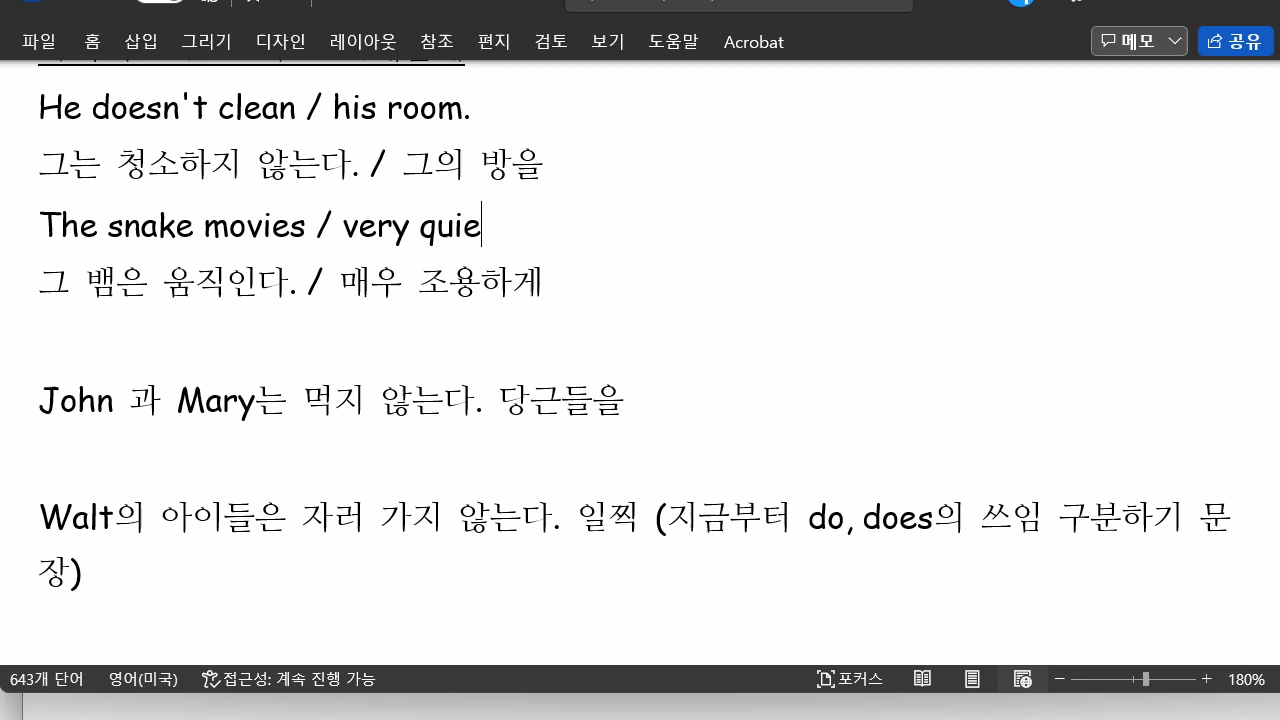 파일 홈 삽입 그리기 디자인 레이아웃 참조 편지 검토 보기 도움말 Acrobat 메모 공유
He doesn't clean / his room.
그는 청소하지 않는다. / 그의 방을
The snake movies / very quie
그 뱀은 움직인다. / 매우 조용하게
John 과 Mary는 먹지 않는다. 당근들을
Walt의 아이들은 자러 가지 않는다. 일찍 (지금부터 do, does의 쓰임 구분하기 문
장)
643개 단어 영어(미국) 접근성: 계속 진행 가능 포커스 180%